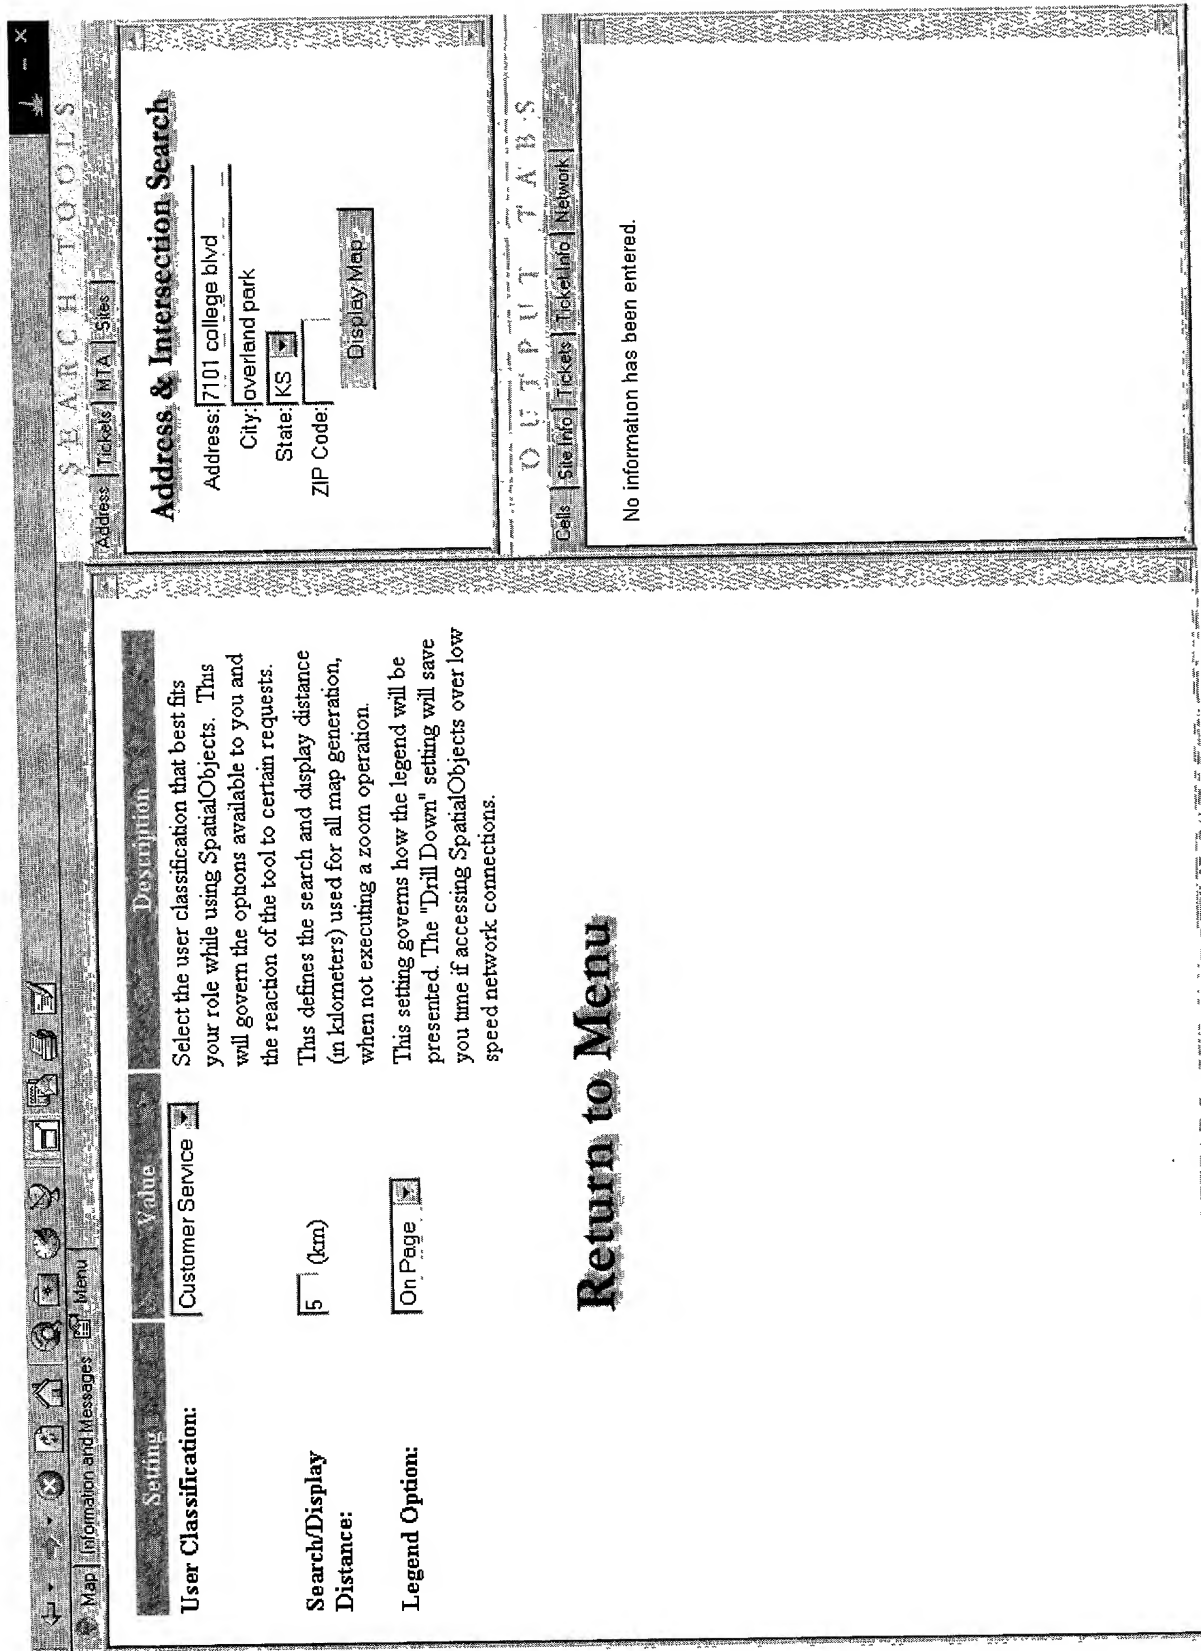 Map Information and Messages Menu
Setting Value Description
User Classification: Customer Service Select the user classification that best fits
your role while using SpatialObjects. This
will govern the options available to you and
the reaction of the tool to certain requests.
Search/Display 5 (km) This defines the search and display distance
Distance: (in kilometers) used for all map generation,
when not executing a zoom operation.
Legend Option: On Page This setting governs how the legend will be
presented. The "Drill Down" setting will save
you time if accessing SpatialObjects over low
speed network connections.
Return to Menu
SEARCH TOOLS
Address Tickets MTA Sites
Address & Intersection Search
Address: 7101 college blvd
City: overland park
State: KS
ZIP Code:
Display Map
OUTPUT TABS
Cells Site Info Tickets Ticket Info Network
No information has been entered.